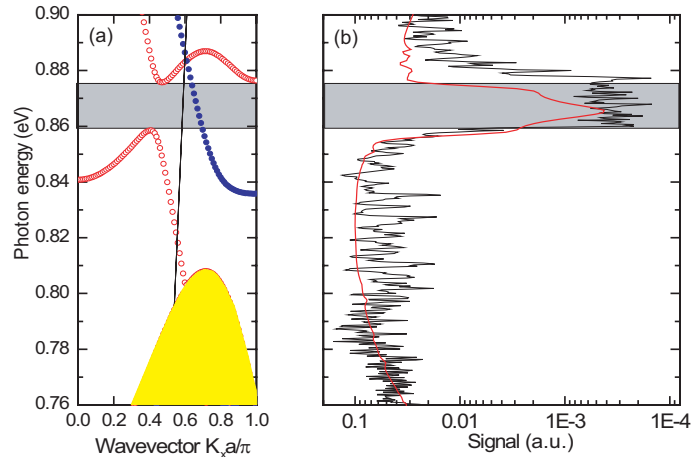 (a)
(b)
0.90
0.88
0.86
0.84
0.82
0.80
0.78
0.76
Photon energy (eV)
0.0 0.2 0.4 0.6 0.8 1.0
0.1 0.01 1E-3 1E-4
Wavevector Kₓa/π
Signal (a.u.)